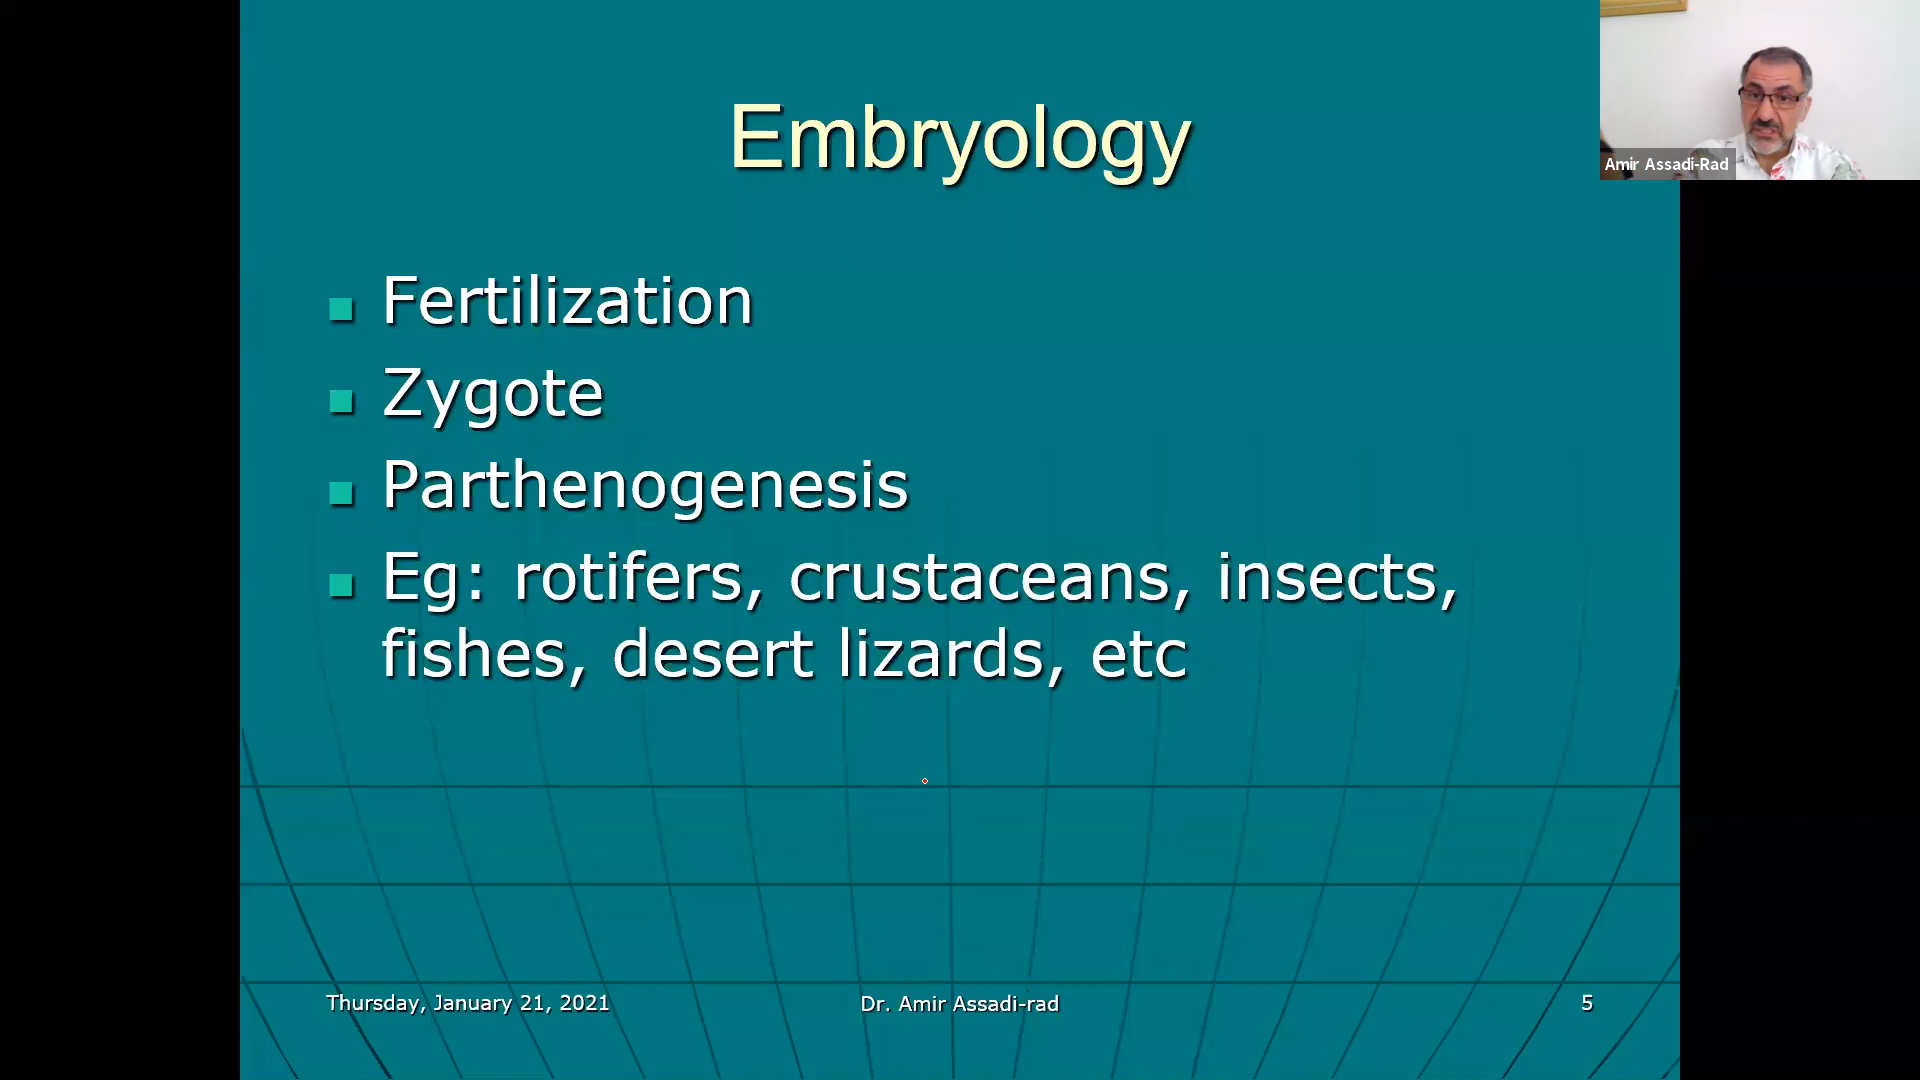 Embryology
Amir Assadi-Rad
Fertilization
Zygote
Parthenogenesis
Eg: rotifers, crustaceans, insects,
fishes, desert lizards, etc
Thursday, January 21, 2021
Dr. Amir Assadi-rad
5